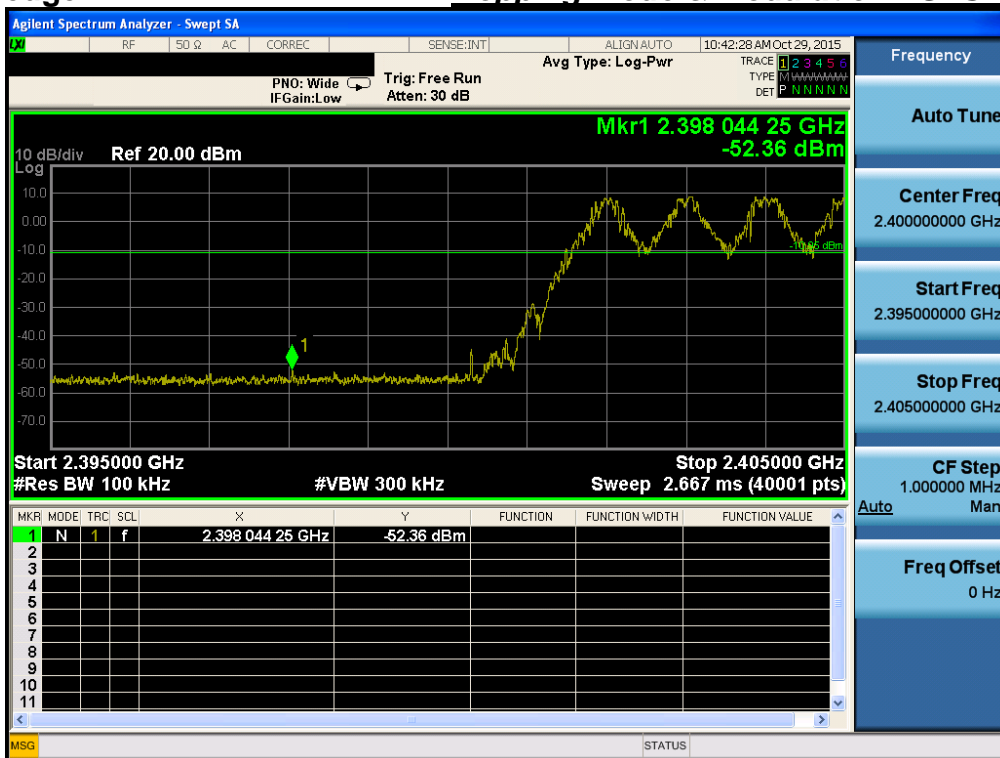 Agilent Spectrum Analyzer - Swept SA
LXI RF 50 Ω AC CORREC SENSE:INT ALIGN AUTO 10:42:28 AM Oct 29, 2015
Avg Type: Log-Pwr
TRACE 1 2 3 4 5 6
TYPE M
DET P N N N N N
PNO: Wide
IFGain:Low
Trig: Free Run
Atten: 30 dB
Mkr1 2.398 044 25 GHz
-52.36 dBm
10 dB/div Ref 20.00 dBm
Log
10.0
0.00
-10.0
-20.0
-30.0
-40.0
-50.0
-60.0
-70.0
1
Start 2.395000 GHz Stop 2.405000 GHz
#Res BW 100 kHz #VBW 300 kHz Sweep 2.667 ms (40001 pts)
MKR MODE TRC SCL X Y FUNCTION FUNCTION WIDTH FUNCTION VALUE
1 N 1 f 2.398 044 25 GHz -52.36 dBm
2
3
4
5
6
7
8
9
10
11
MSG STATUS
Frequency
Auto Tune
Center Freq
2.400000000 GHz
Start Freq
2.395000000 GHz
Stop Freq
2.405000000 GHz
CF Step
1.000000 MHz
Auto Man
Freq Offset
0 Hz